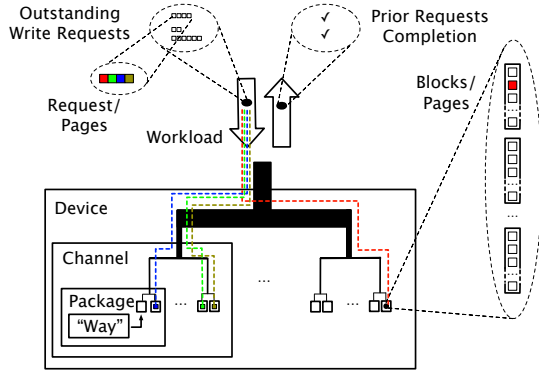 Outstanding
Write Requests
Prior Requests
Completion
Request/
Pages
Blocks/
Pages
Workload
Device
Channel
Package
"Way"
...
...
...
...
...